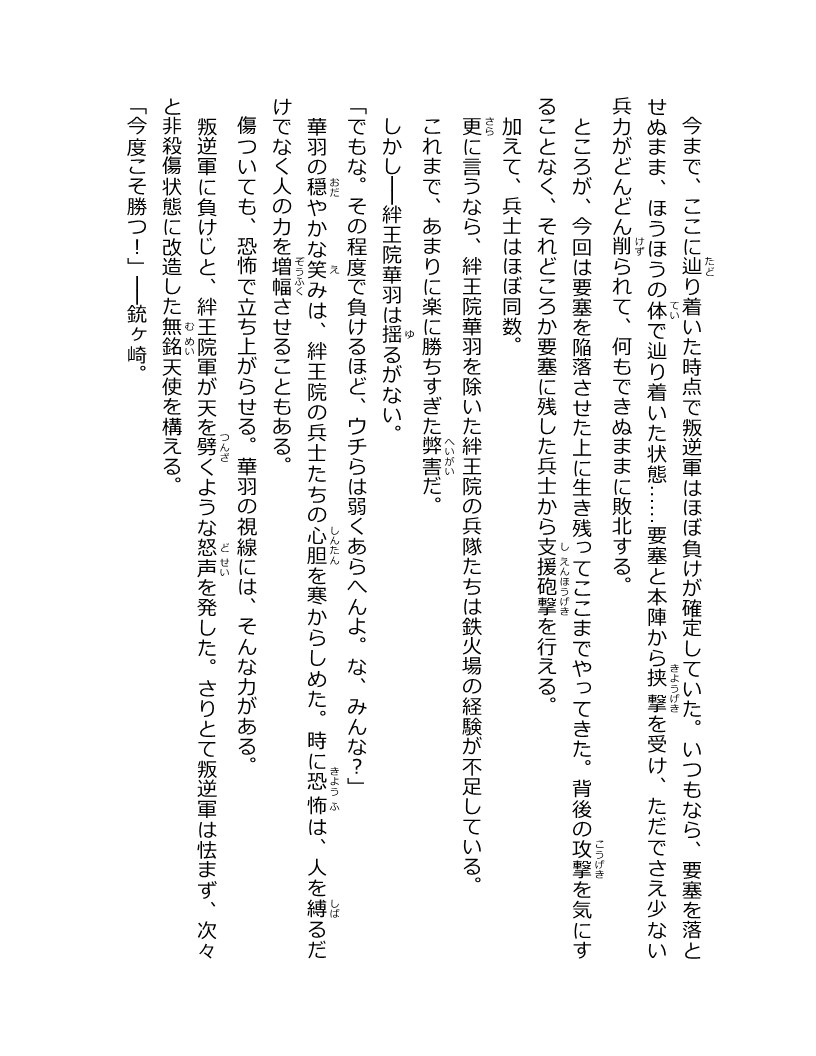 今まで、ここに辿り着いた時点で叛逆軍はほぼ負けが確定していた。いつもなら、要塞を落と
せぬまま、ほうほうの体で辿り着いた状態……要塞と本陣から挟撃を受け、ただでさえ少ない
兵力がどんどん削られて、何もできぬままに敗北する。
ところが、今回は要塞を陥落させた上に生き残ってここまでやってきた。背後の攻撃を気にす
ることなく、それどころか要塞に残した兵士から支援砲撃を行える。
加えて、兵士はほぼ同数。
更に言うなら、絆王院華羽を除いた絆王院の兵隊たちは鉄火場の経験が不足している。
これまで、あまりに楽に勝ちすぎた弊害だ。
しかし――絆王院華羽は揺るがない。
「でもな。その程度で負けるほど、ウチらは弱くあらへんよ。な、みんな？」
華羽の穏やかな笑みは、絆王院の兵士たちの心胆を寒からしめた。時に恐怖は、人を縛るだ
けでなく人の力を増幅させることもある。
傷ついても、恐怖で立ち上がらせる。華羽の視線には、そんな力がある。
叛逆軍に負けじと、絆王院軍が天を劈くような怒声を発した。さりとて叛逆軍は怯まず、次々
と非殺傷状態に改造した無銘天使を構える。
「今度こそ勝つ！」――銃ヶ崎。